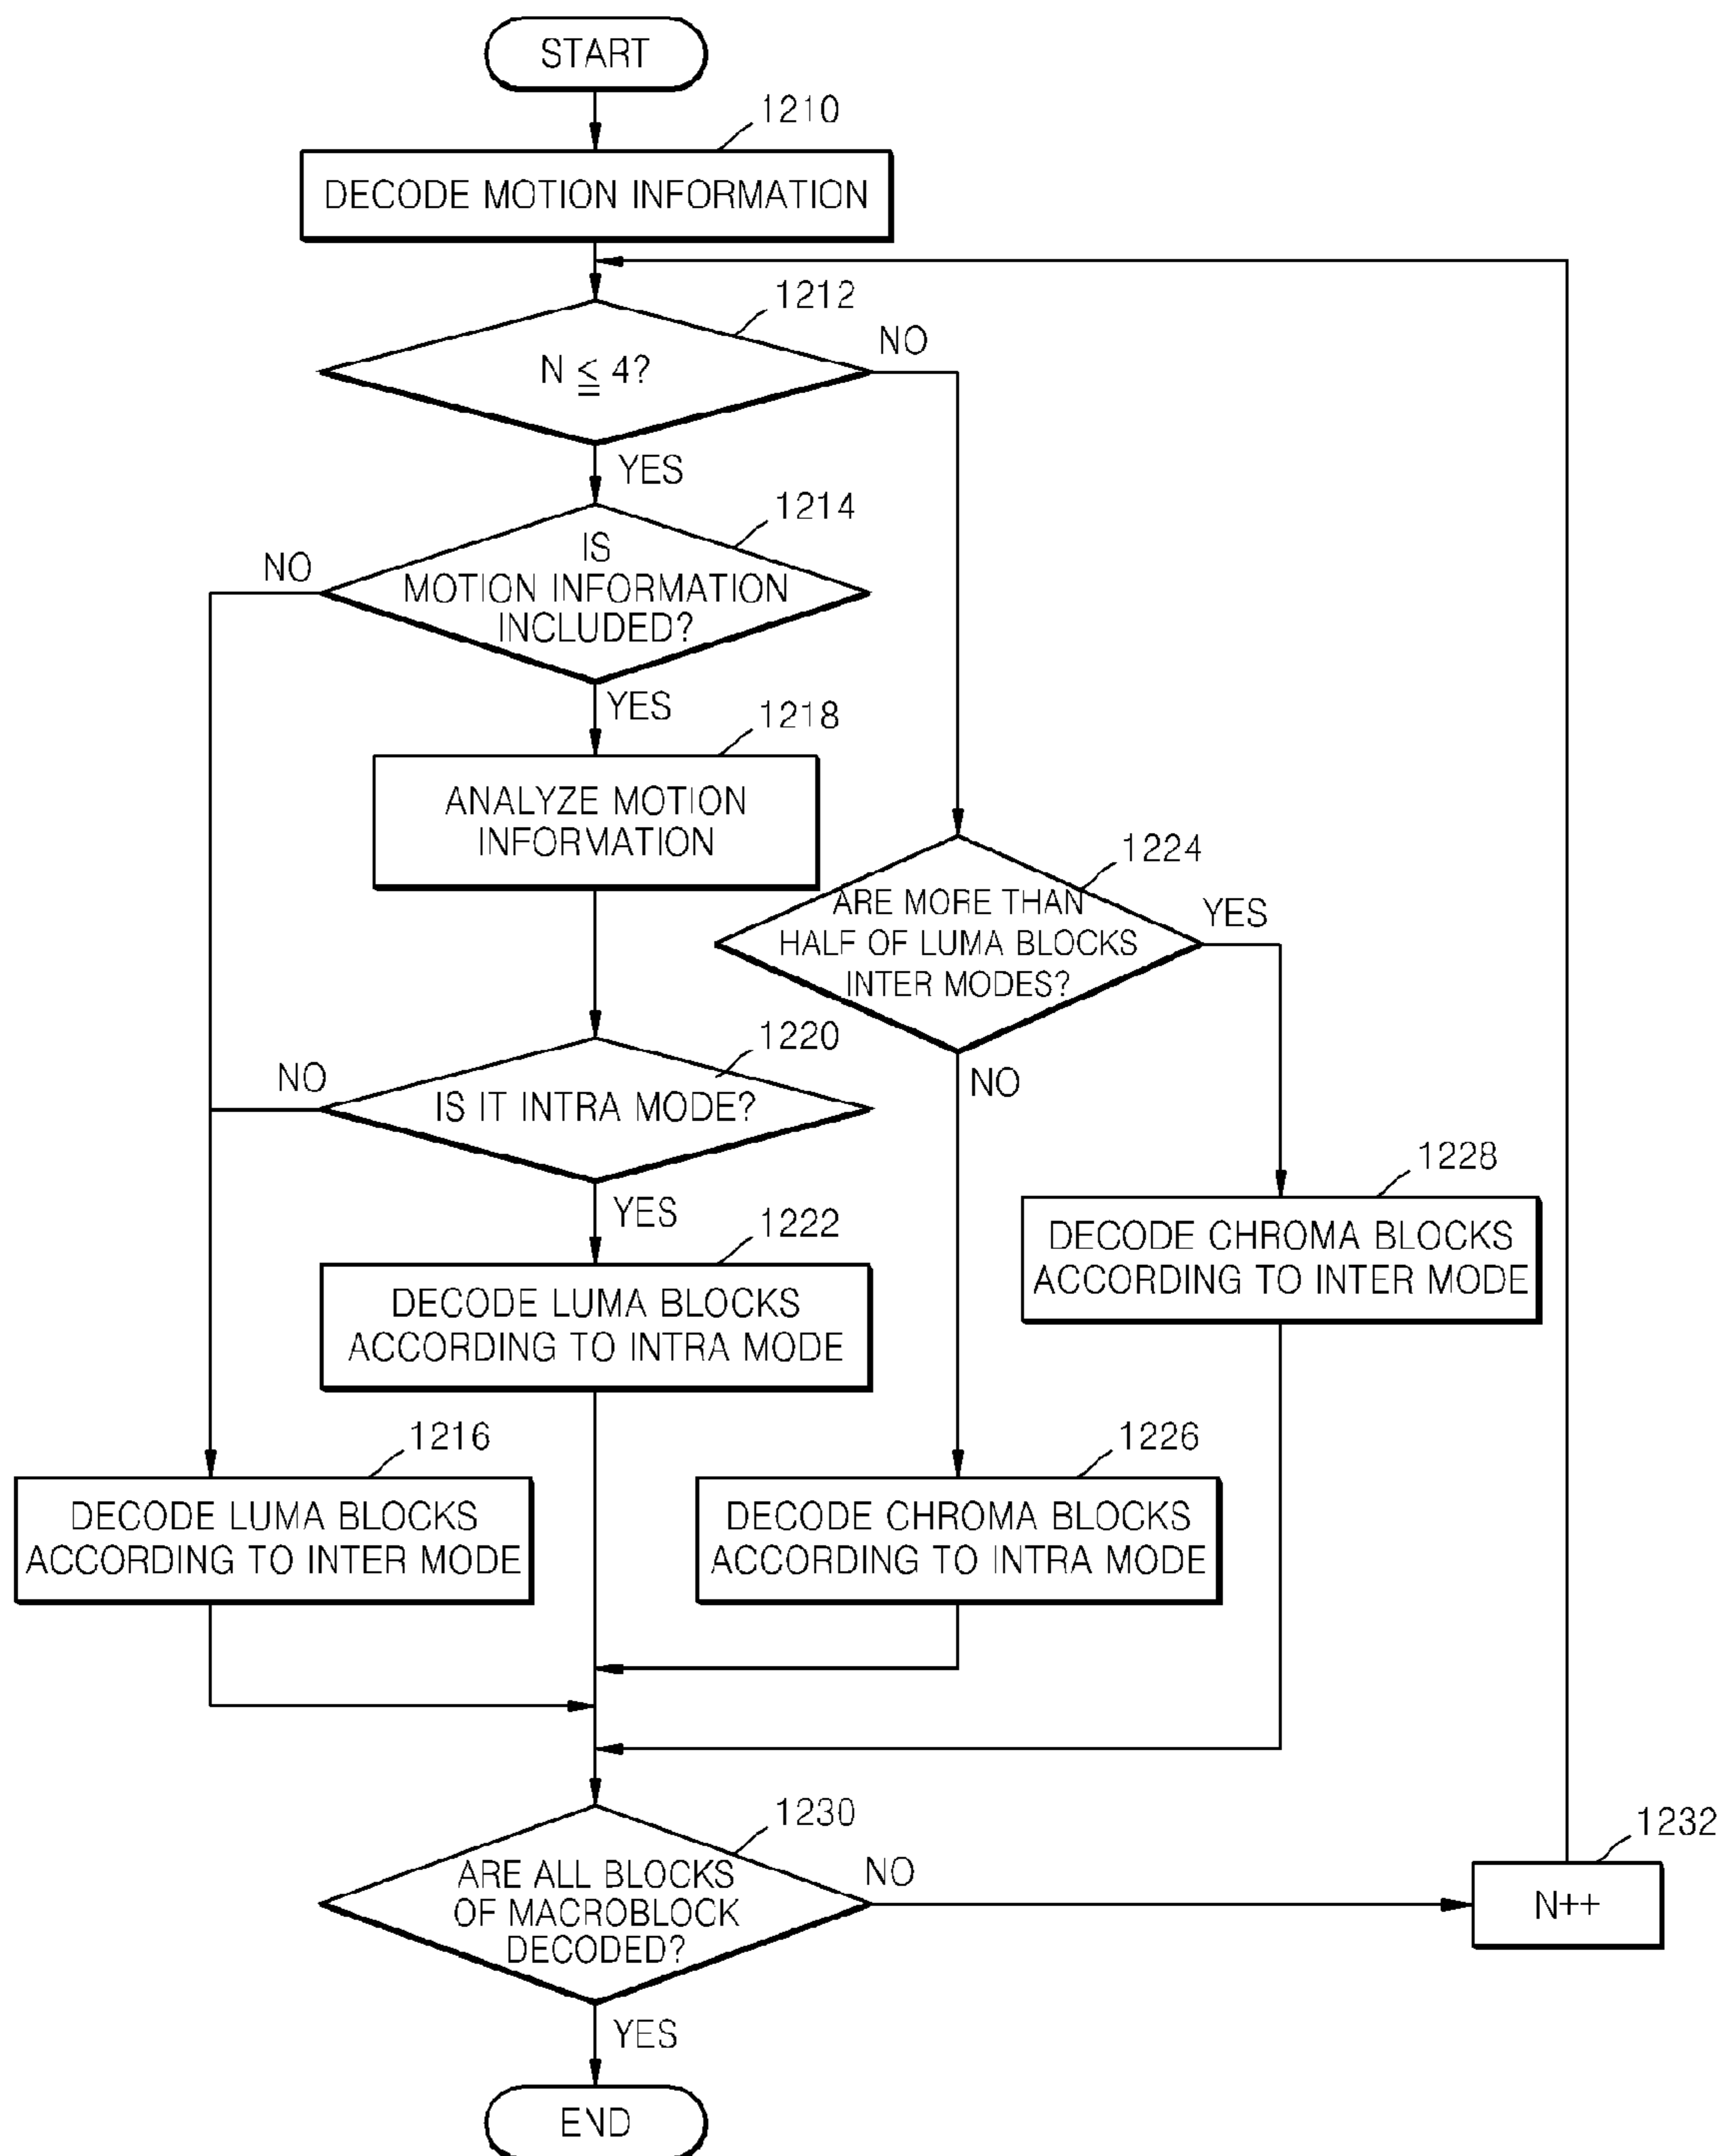 START
1210
DECODE MOTION INFORMATION
1212
N ≦ 4?
NO
YES
1214
IS
MOTION INFORMATION
INCLUDED?
NO
YES
1218
ANALYZE MOTION
INFORMATION
1224
ARE MORE THAN
HALF OF LUMA BLOCKS
INTER MODES?
YES
NO
1220
IS IT INTRA MODE?
NO
YES
1222
DECODE LUMA BLOCKS
ACCORDING TO INTRA MODE
1228
DECODE CHROMA BLOCKS
ACCORDING TO INTER MODE
1216
DECODE LUMA BLOCKS
ACCORDING TO INTER MODE
1226
DECODE CHROMA BLOCKS
ACCORDING TO INTRA MODE
1230
ARE ALL BLOCKS
OF MACROBLOCK
DECODED?
NO
1232
N++
YES
END